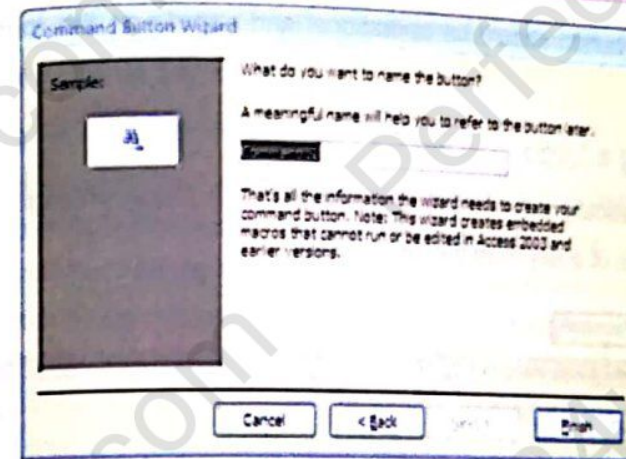 Command Button Wizard
Sample:
What do you want to name the button?
A meaningful name will help you to refer to the button later.
That's all the information the wizard needs to create your
command button. Note: This wizard creates embedded
macros that cannot run or be edited in Access 2003 and
earlier versions.
Cancel
< Back
Finish